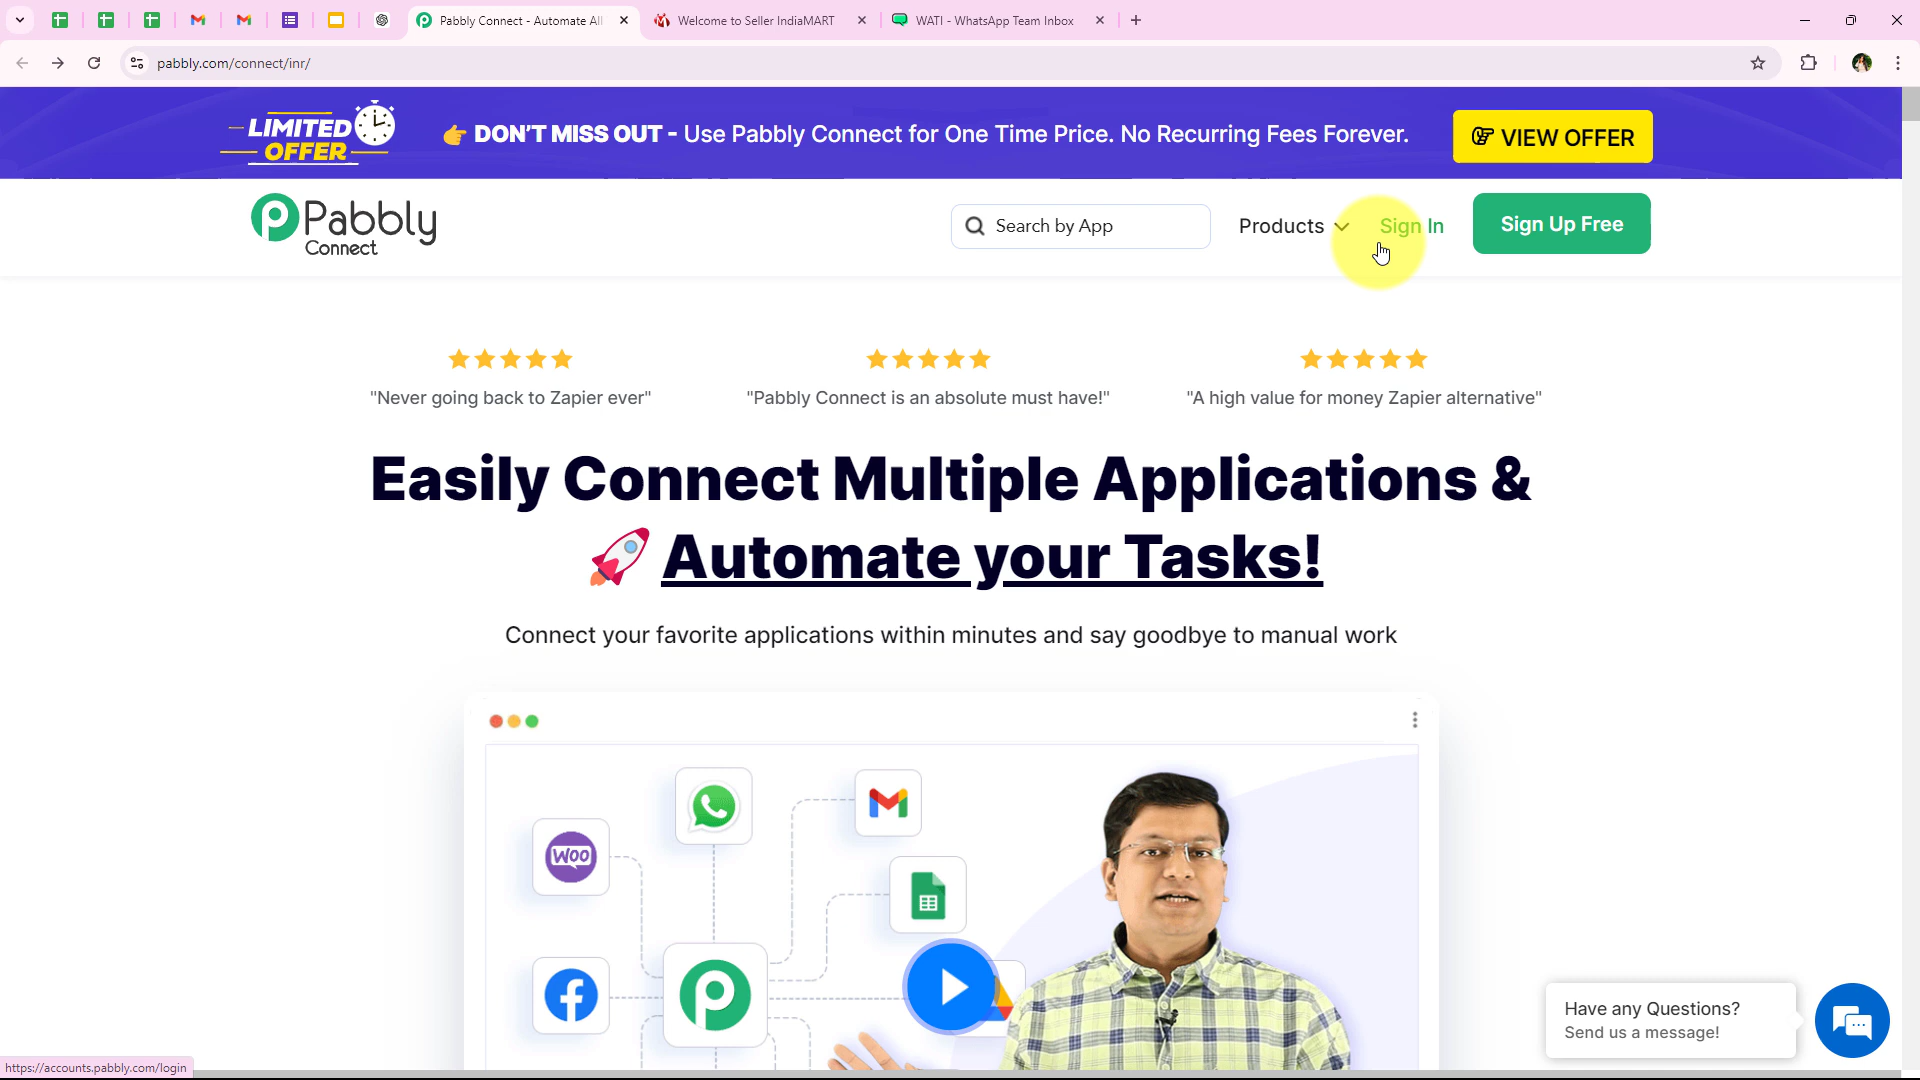 Pabbly Connect - Automate All
Welcome to Seller IndiaMART
WATI - WhatsApp Team Inbox
pabbly.com/connect/inr/
LIMITED
OFFER
DON'T MISS OUT - Use Pabbly Connect for One Time Price. No Recurring Fees Forever.
VIEW OFFER
Pabbly
Connect
Search by App
Products
Sign In
Sign Up Free
"Never going back to Zapier ever"
"Pabbly Connect is an absolute must have!"
"A high value for money Zapier alternative"
Easily Connect Multiple Applications &
Automate your Tasks!
Connect your favorite applications within minutes and say goodbye to manual work
WOO
Have any Questions?
Send us a message!
https://accounts.pabbly.com/login